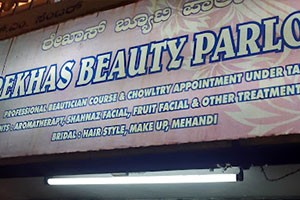 ರೇಖಾಸ್ ಬ್ಯೂಟಿ ಪಾರ್ಲ
REKHAS BEAUTY PARLO
PROFESSIONAL BEAUTICIAN COURSE & CHOWLTRY APPOINTMENT UNDER TA
NTS : AROMATHERAPY, SHAHNAZ FACIAL, FRUIT FACIAL & OTHER TREATMENT
BRIDAL : HAIR STYLE, MAKE UP, MEHANDI